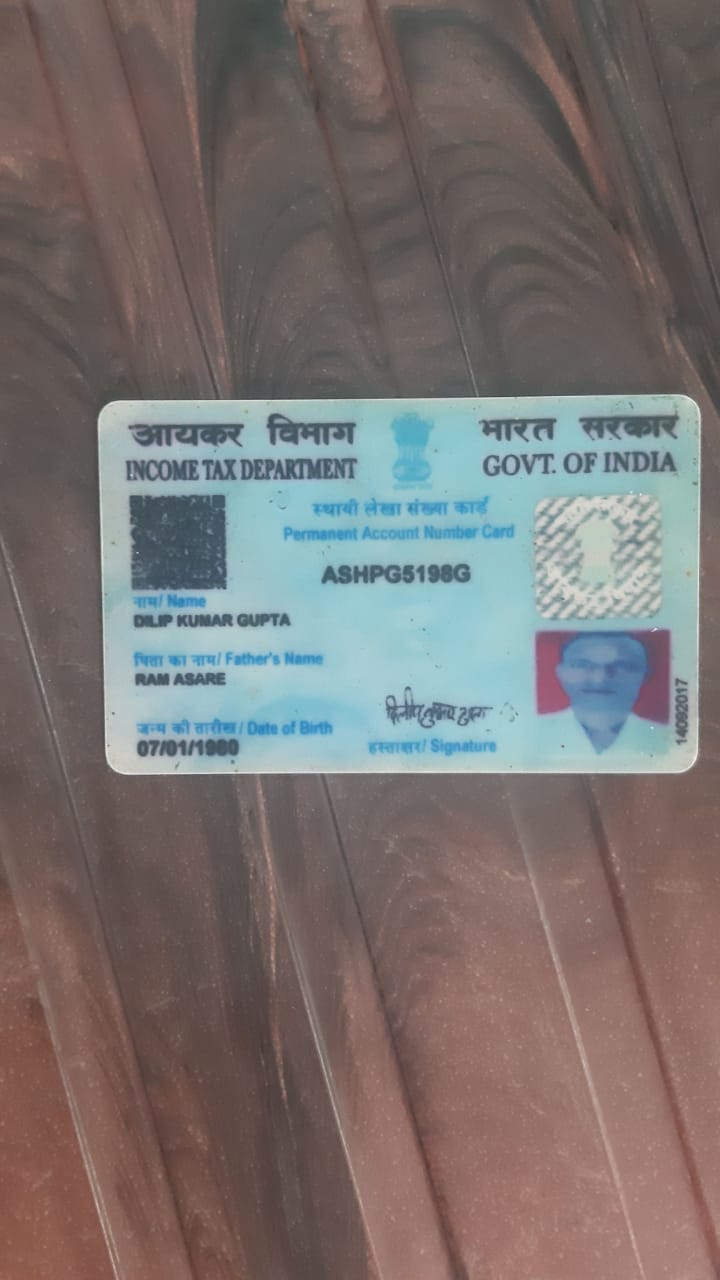 आयकर विभाग
INCOME TAX DEPARTMENT
भारत सरकार
GOVT. OF INDIA
स्थायी लेखा संख्या कार्ड
Permanent Account Number Card
ASHPG5198G
नाम/ Name
DILIP KUMAR GUPTA
पिता का नाम/ Father's Name
RAM ASARE
जन्म की तारीख/ Date of Birth
07/01/1980
हस्ताक्षर/ Signature
14092017